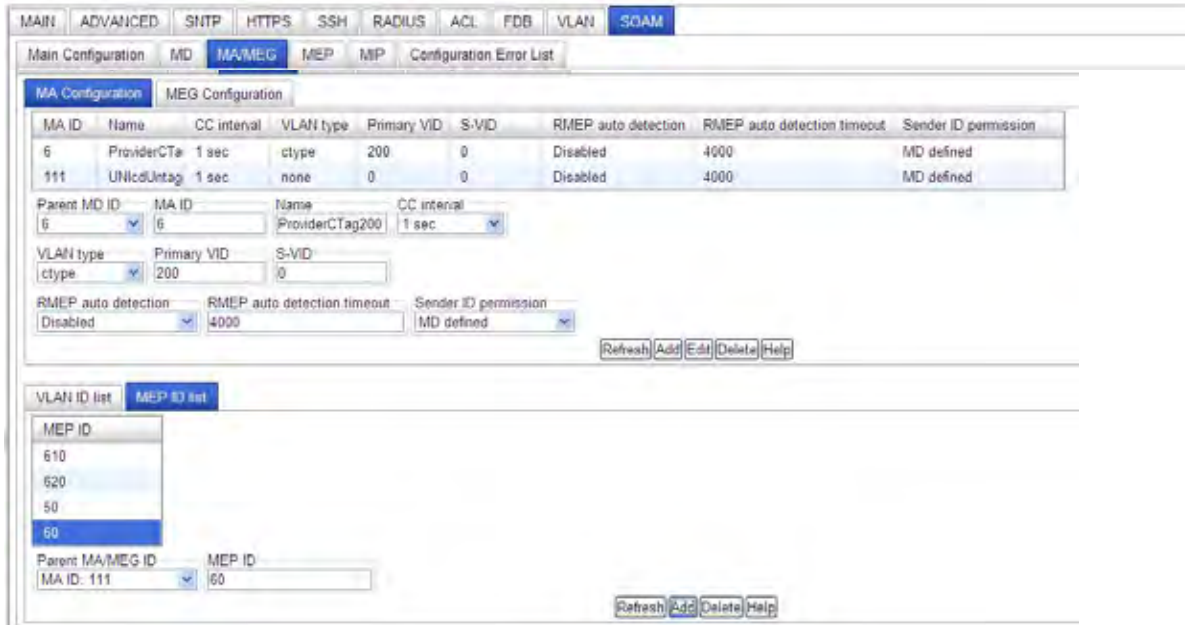 MAIN ADVANCED SNTP HTTPS SSH RADIUS ACL FDB VLAN SOAM
Main Configuration MD MA/MEG MEP MIP Configuration Error List
MA Configuration MEG Configuration
MA ID Name CC interval VLAN type Primary VID S-VID RMEP auto detection RMEP auto detection timeout Sender ID permission
6 ProviderCTa 1 sec ctype 200 0 Disabled 4000 MD defined
111 UNIcdUntag 1 sec none 0 0 Disabled 4000 MD defined
Parent MD ID MA ID Name CC interval
6 6 ProviderCTag200 1 sec
VLAN type Primary VID S-VID
ctype 200 0
RMEP auto detection RMEP auto detection timeout Sender ID permission
Disabled 4000 MD defined
Refresh Add Edit Delete Help
VLAN ID list MEP ID list
MEP ID
610
620
50
60
Parent MA/MEG ID MEP ID
MA ID: 111 60
Refresh Add Delete Help